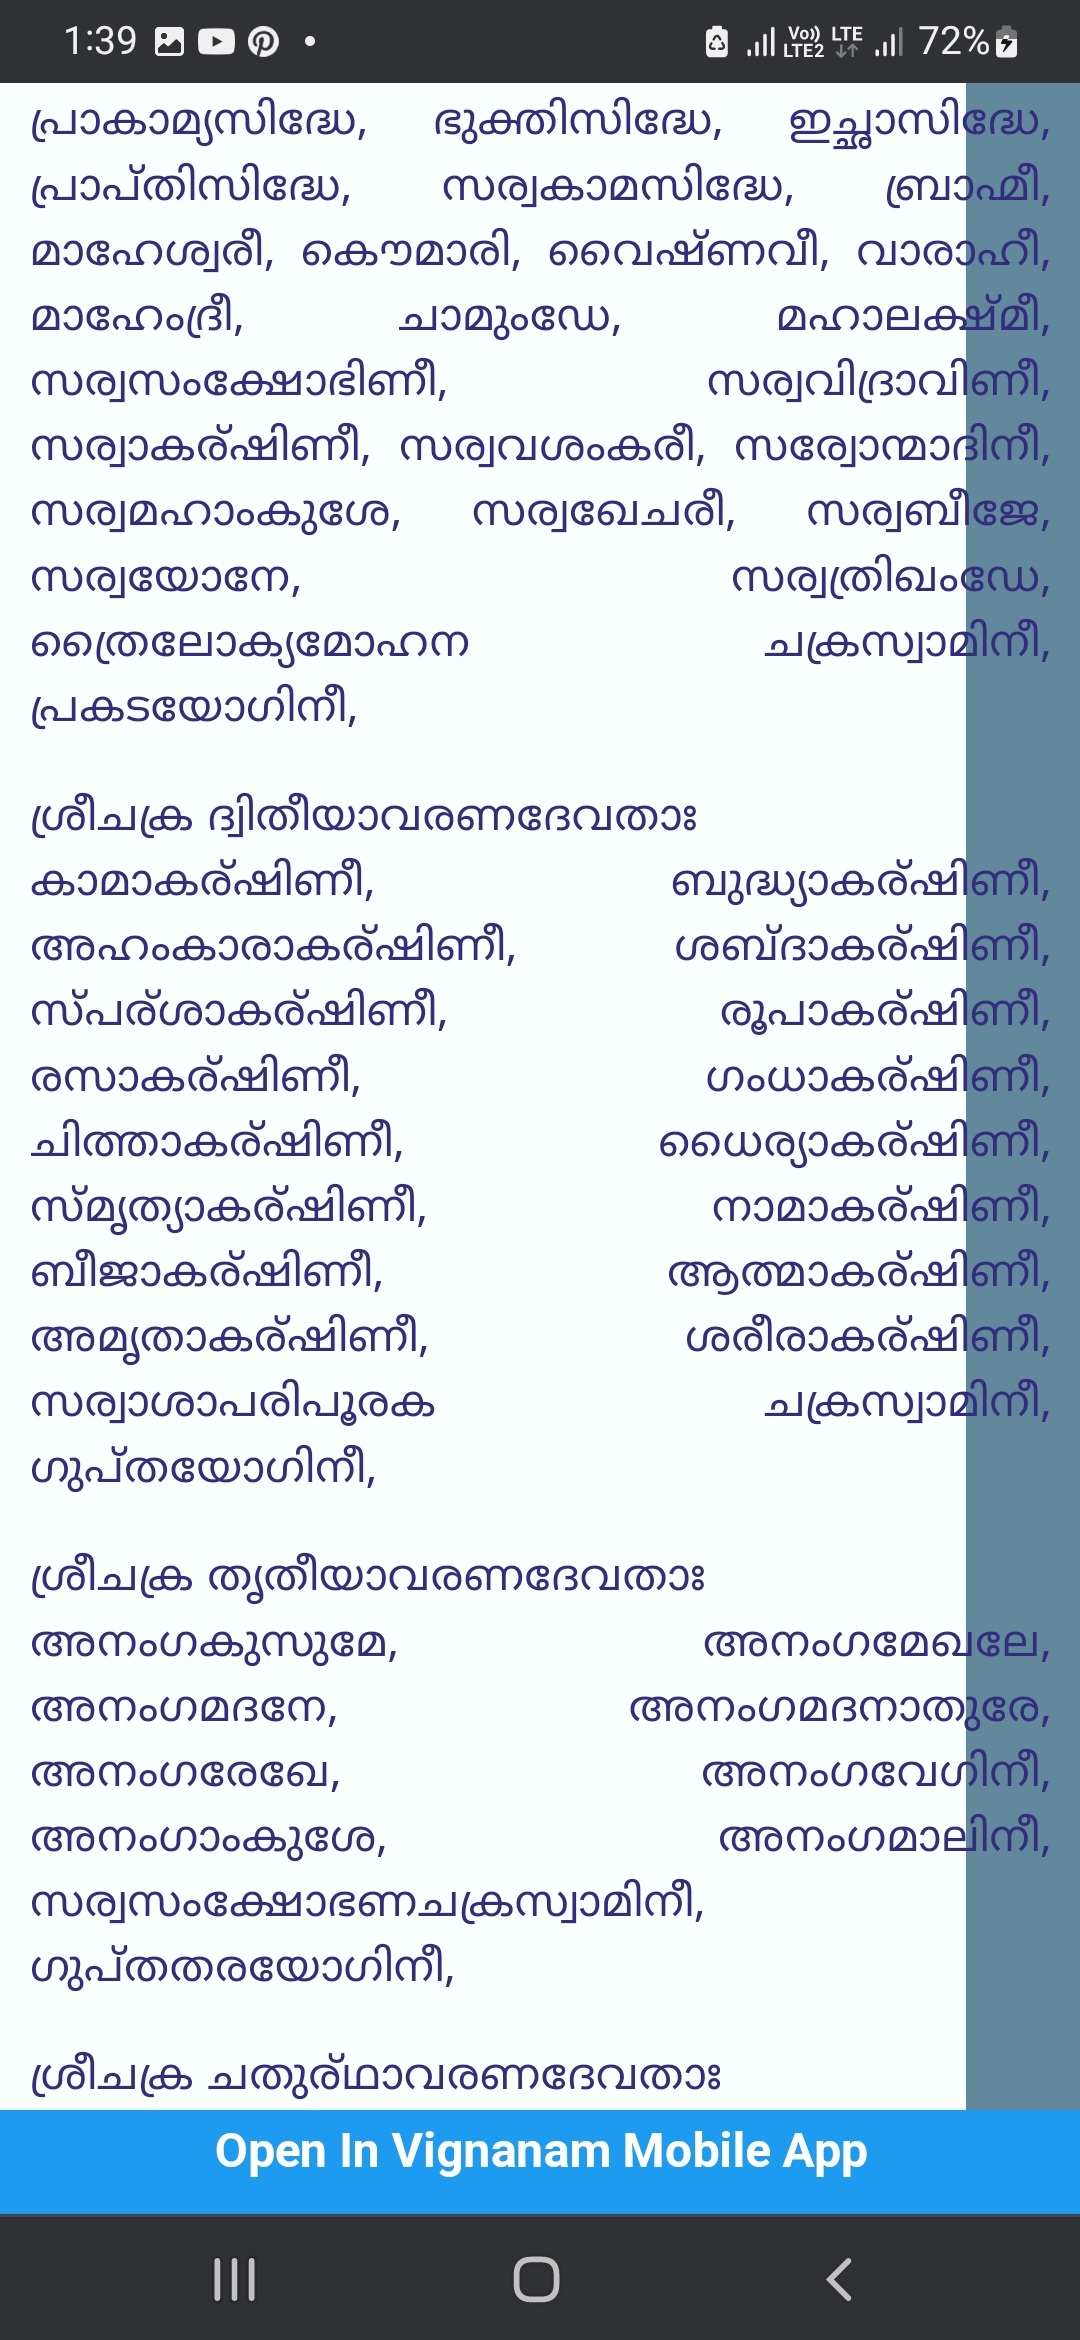 1:39 Vo)) LTE2 LTE 72%
പ്രാകാമ്യസിദ്ധേ, ഭുക്തിസിദ്ധേ, ഇച്ഛാസിദ്ധേ,
പ്രാപ്തിസിദ്ധേ, സര്വകാമസിദ്ധേ, ബ്രാഹ്മീ,
മാഹേശ്വരീ, കൌമാരി, വൈഷ്ണവീ, വാരാഹീ,
മാഹേംദ്രീ, ചാമുംഡേ, മഹാലക്ഷ്മീ,
സര്വസംക്ഷോഭിണീ, സര്വവിദ്രാവിണീ,
സര്വാകര്ഷിണീ, സര്വവശംകരീ, സര്വോന്മാദിനീ,
സര്വമഹാംകുശേ, സര്വഖേചരീ, സര്വബീജേ,
സര്വയോനേ, സര്വത്രിഖംഡേ,
ത്രൈലോക്യമോഹന ചക്രസ്വാമിനീ,
പ്രകടയോഗിനീ,
ശ്രീചക്ര ദ്വിതീയാവരണദേവതാഃ
കാമാകര്ഷിണീ, ബുദ്ധ്യാകര്ഷിണീ,
അഹംകാരാകര്ഷിണീ, ശബ്ദാകര്ഷിണീ,
സ്പര്ശാകര്ഷിണീ, രൂപാകര്ഷിണീ,
രസാകര്ഷിണീ, ഗംധാകര്ഷിണീ,
ചിത്താകര്ഷിണീ, ധൈര്യാകര്ഷിണീ,
സ്മൃത്യാകര്ഷിണീ, നാമാകര്ഷിണീ,
ബീജാകര്ഷിണീ, ആത്മാകര്ഷിണീ,
അമൃതാകര്ഷിണീ, ശരീരാകര്ഷിണീ,
സര്വാശാപരിപൂരക ചക്രസ്വാമിനീ,
ഗുപ്തയോഗിനീ,
ശ്രീചക്ര തൃതീയാവരണദേവതാഃ
അനംഗകുസുമേ, അനംഗമേഖലേ,
അനംഗമദനേ, അനംഗമദനാതുരേ,
അനംഗരേഖേ, അനംഗവേഗിനീ,
അനംഗാംകുശേ, അനംഗമാലിനീ,
സര്വസംക്ഷോഭണചക്രസ്വാമിനീ,
ഗുപ്തതരയോഗിനീ,
ശ്രീചക്ര ചതുര്ഥാവരണദേവതാഃ
Open In Vignanam Mobile App